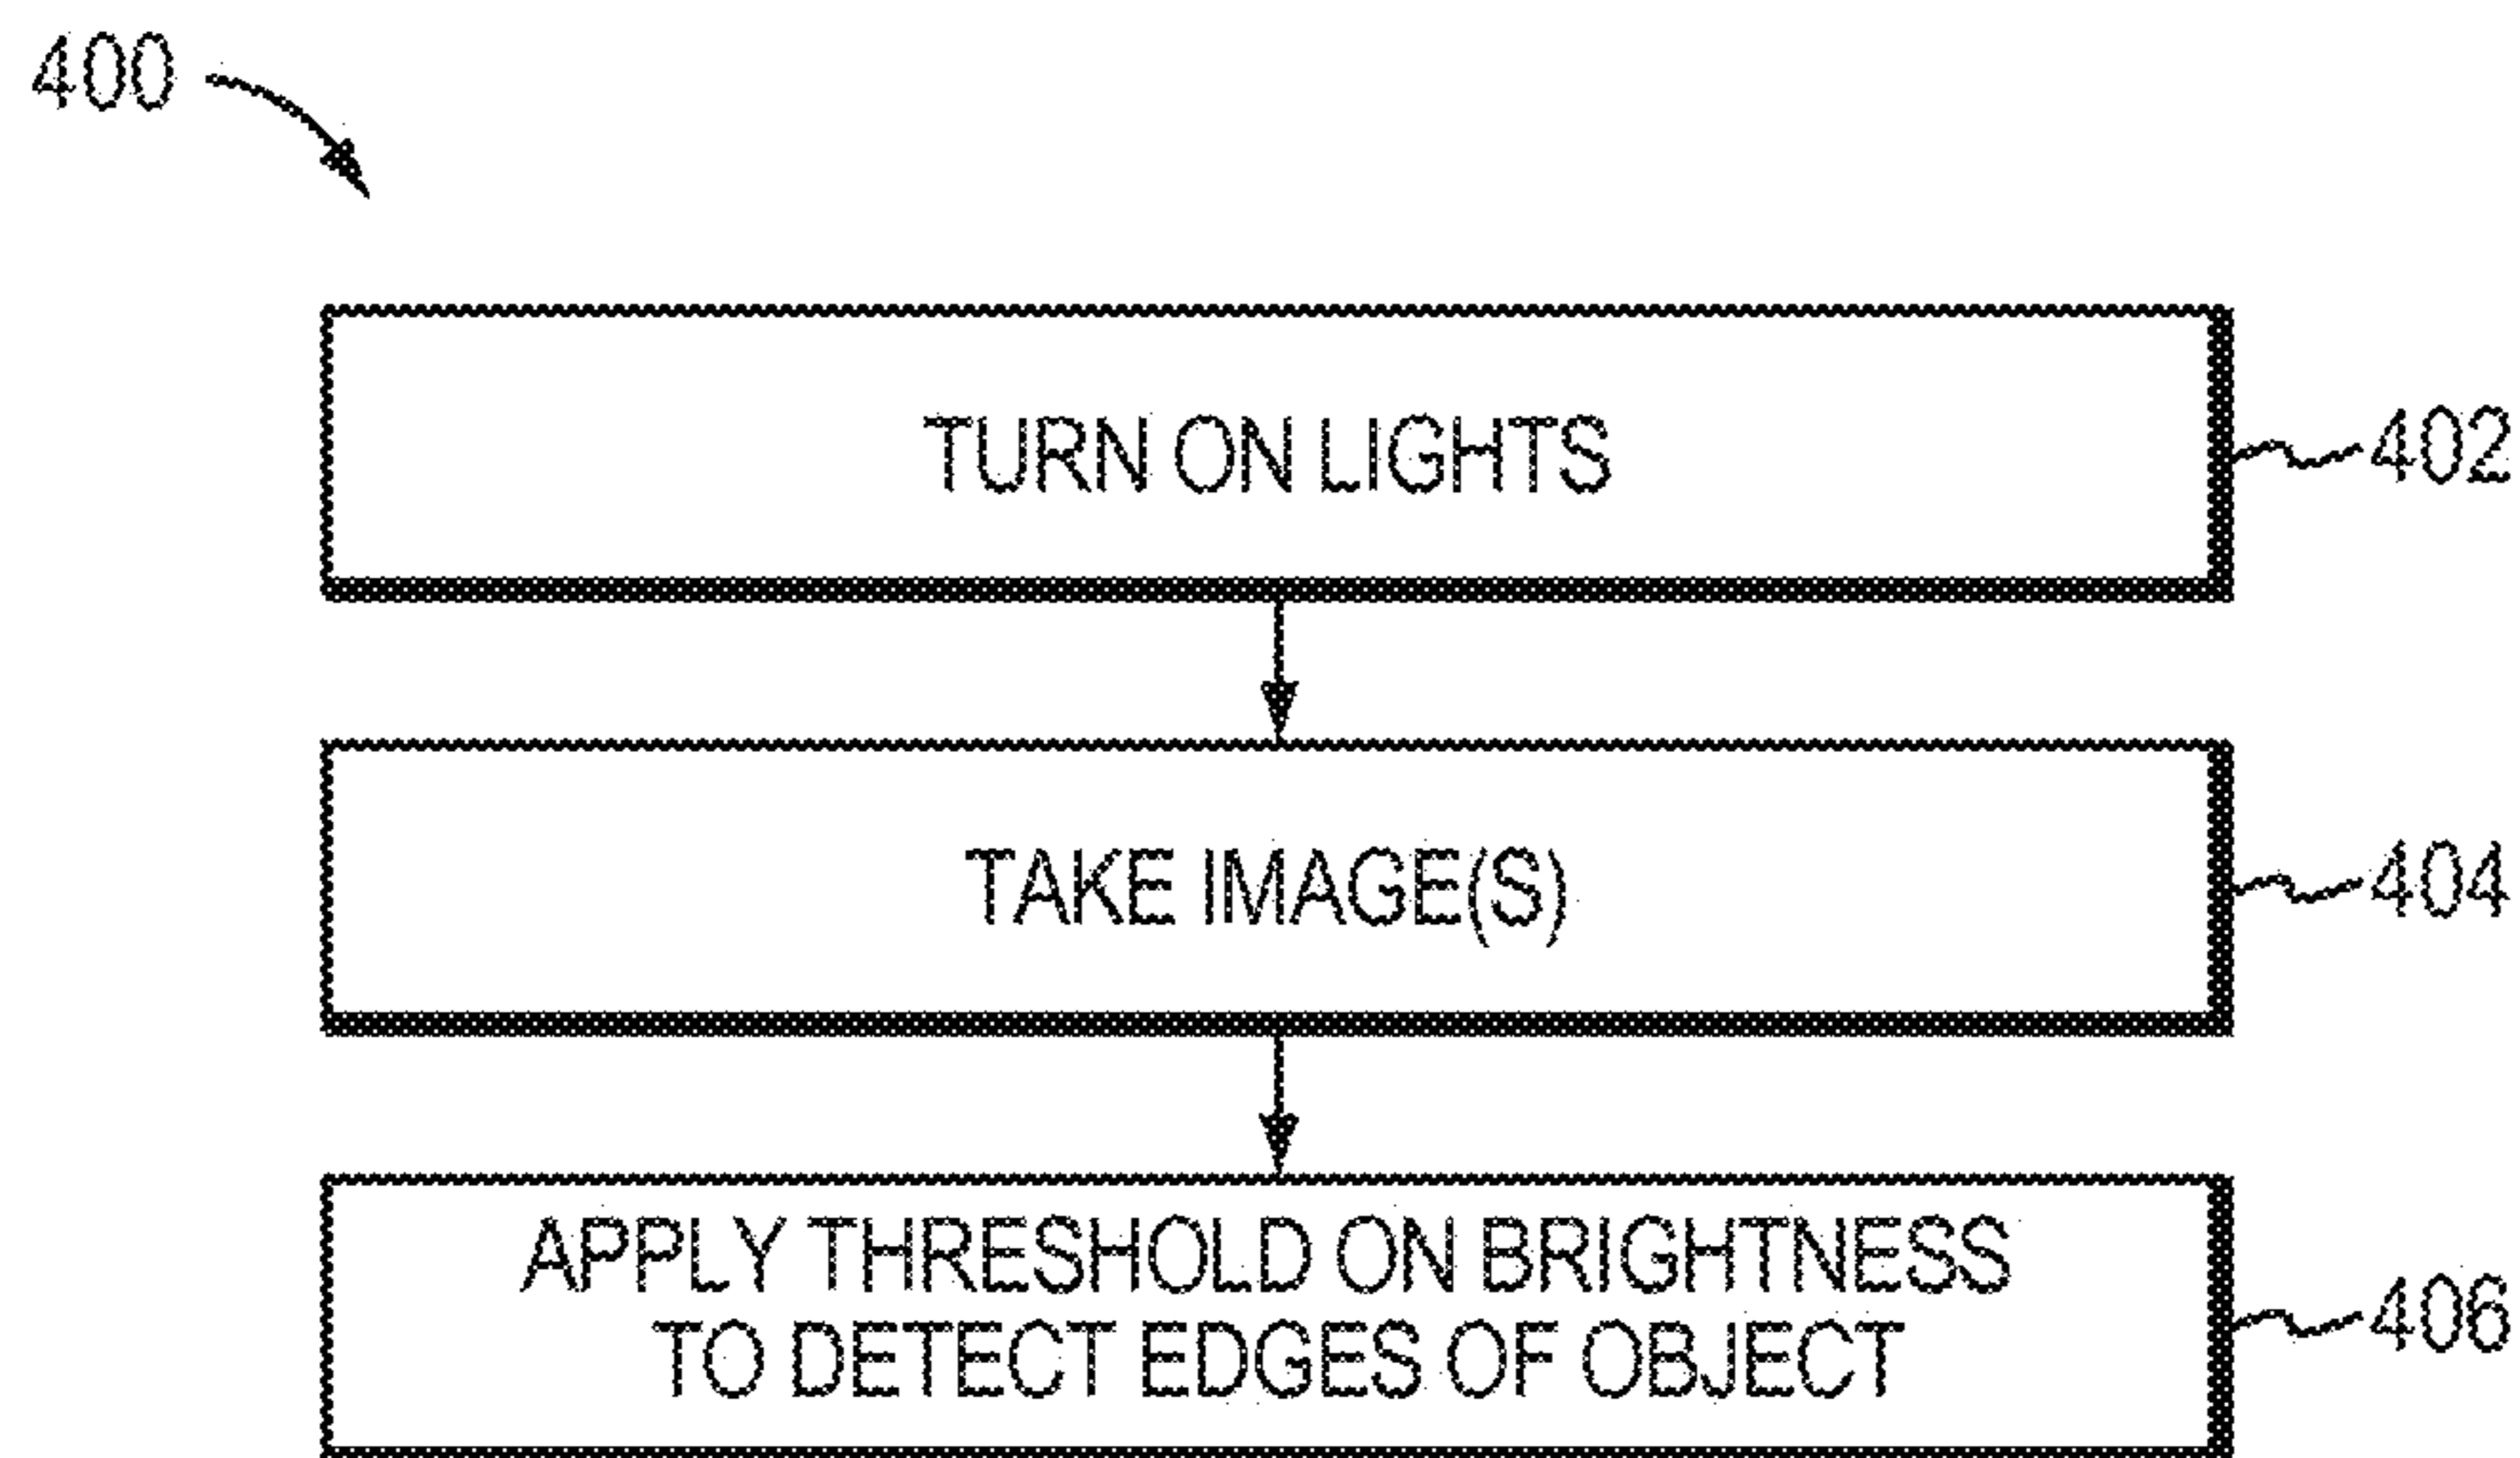 400
TURN ON LIGHTS
402
TAKE IMAGE(S)
404
APPLY THRESHOLD ON BRIGHTNESS
TO DETECT EDGES OF OBJECT
406